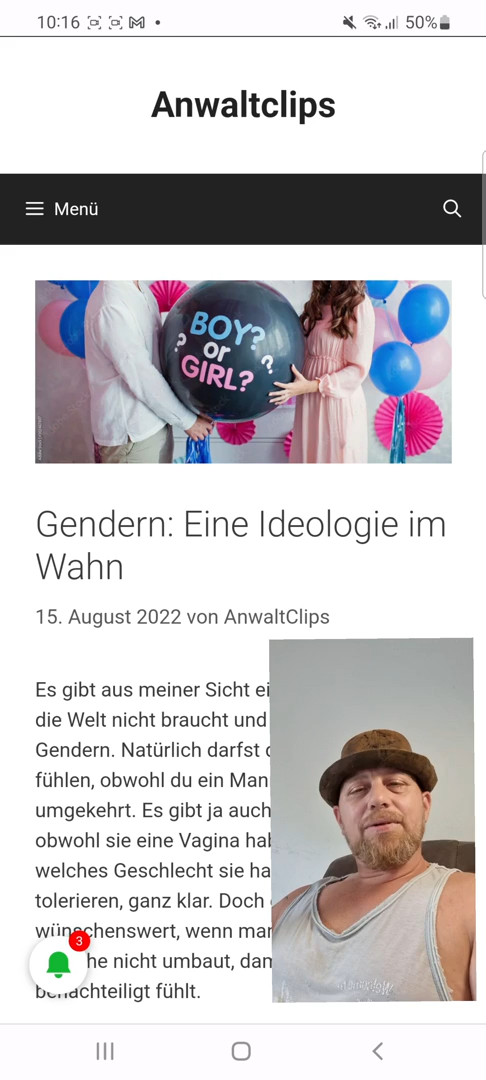 10:16
50%
Anwaltclips
Menü
BOY?
or
GIRL?
?
?
Gendern: Eine Ideologie im
Wahn
15. August 2022 von AnwaltClips
Es gibt aus meiner Sicht ei
die Welt nicht braucht und
Gendern. Natürlich darfst d
fühlen, obwohl du ein Man
umgekehrt. Es gibt ja auch
obwohl sie eine Vagina hab
welches Geschlecht sie ha
tolerieren, ganz klar. Doch
wünschenswert, wenn mar
he nicht umbaut, dam
benachteiligt fühlt.
3